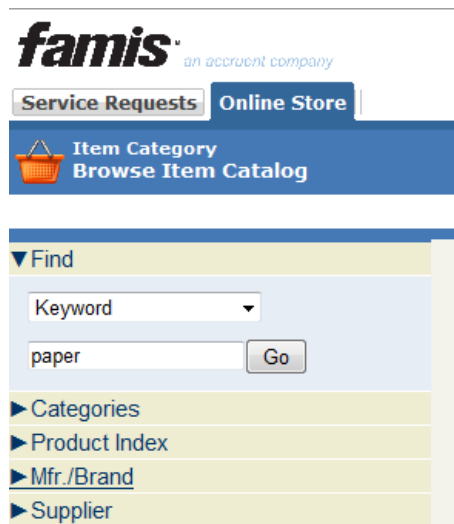 famis
an accruent company
Service Requests Online Store
Item Category
Browse Item Catalog
Find
Keyword
paper Go
Categories
Product Index
Mfr./Brand
Supplier